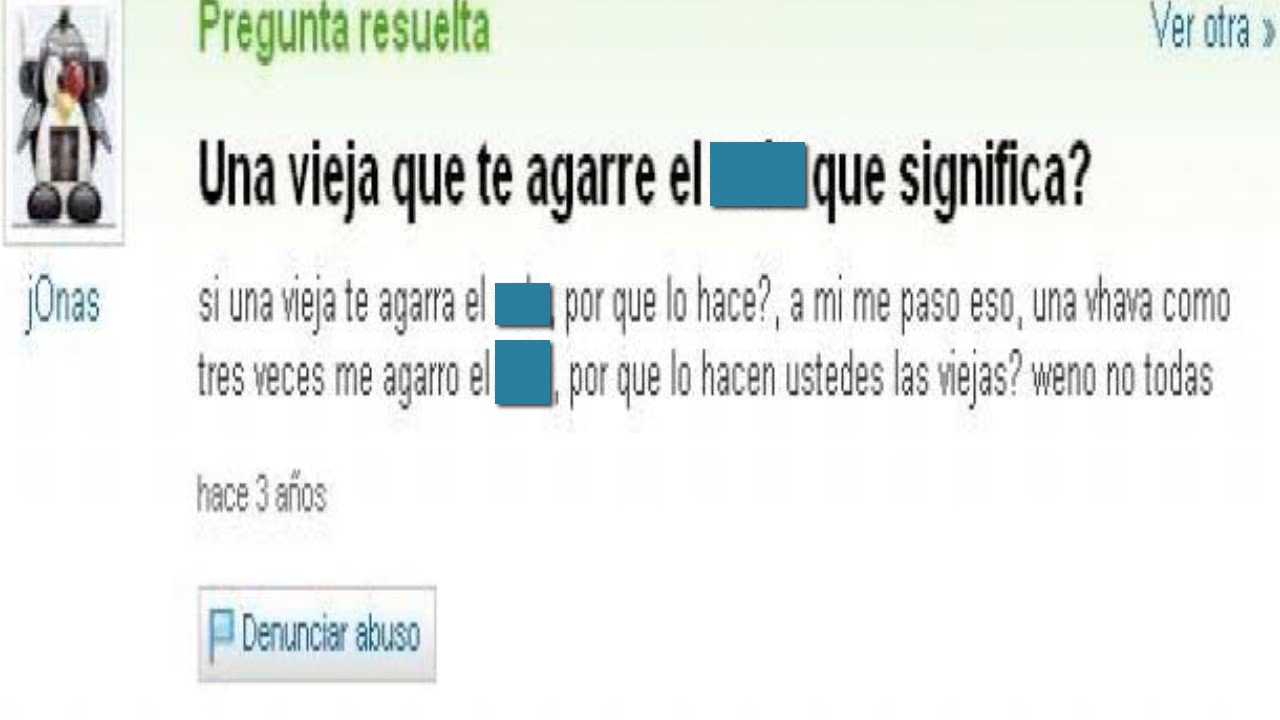 Pregunta resuelta
Ver otra »
Una vieja que te agarre el que significa?
jOnas
si una vieja te agarra el por que lo hace?, a mi me paso eso, una vhava como
tres veces me agarro el , por que lo hacen ustedes las viejas? weno no todas
hace 3 años
Denunciar abuso